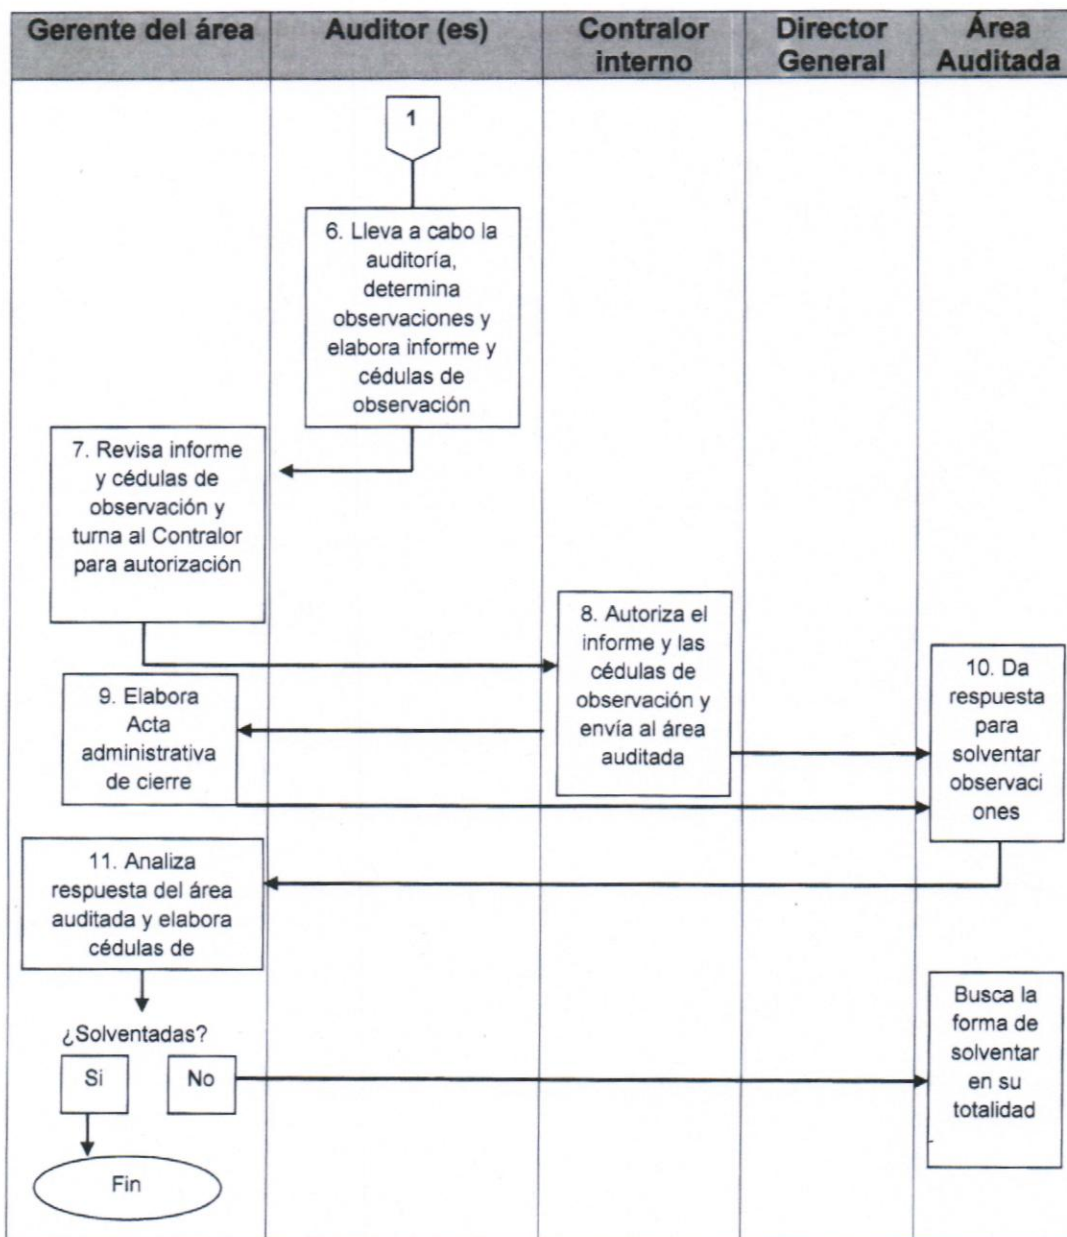 Gerente del área
Auditor (es)
Contralor
interno
Director
General
Área
Auditada
1
6. Lleva a cabo la
auditoría,
determina
observaciones y
elabora informe y
cédulas de
observación
7. Revisa informe
y cédulas de
observación y
turna al Contralor
para autorización
8. Autoriza el
informe y las
cédulas de
observación y
envía al área
auditada
9. Elabora
Acta
administrativa
de cierre
10. Da
respuesta
para
solventar
observaci
ones
11. Analiza
respuesta del área
auditada y elabora
cédulas de
¿Solventadas?
Si
No
Busca la
forma de
solventar
en su
totalidad
Fin